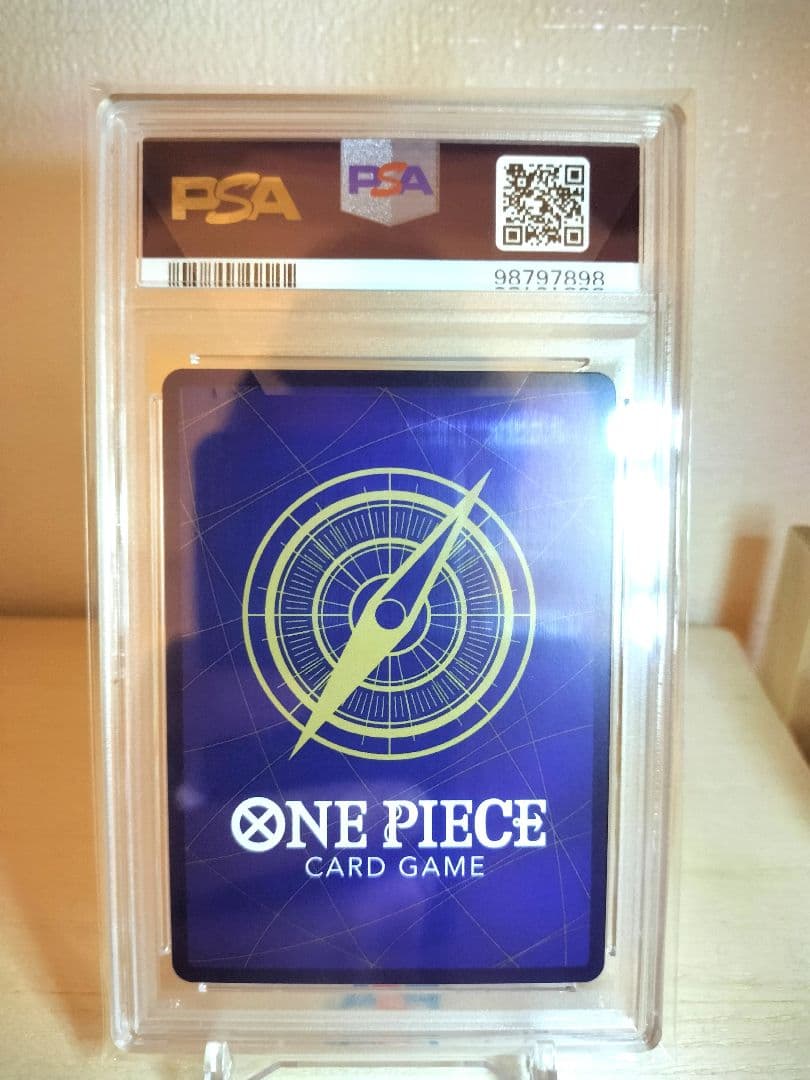 PSA
PSA
98797898
ONE PIECE
CARD GAME